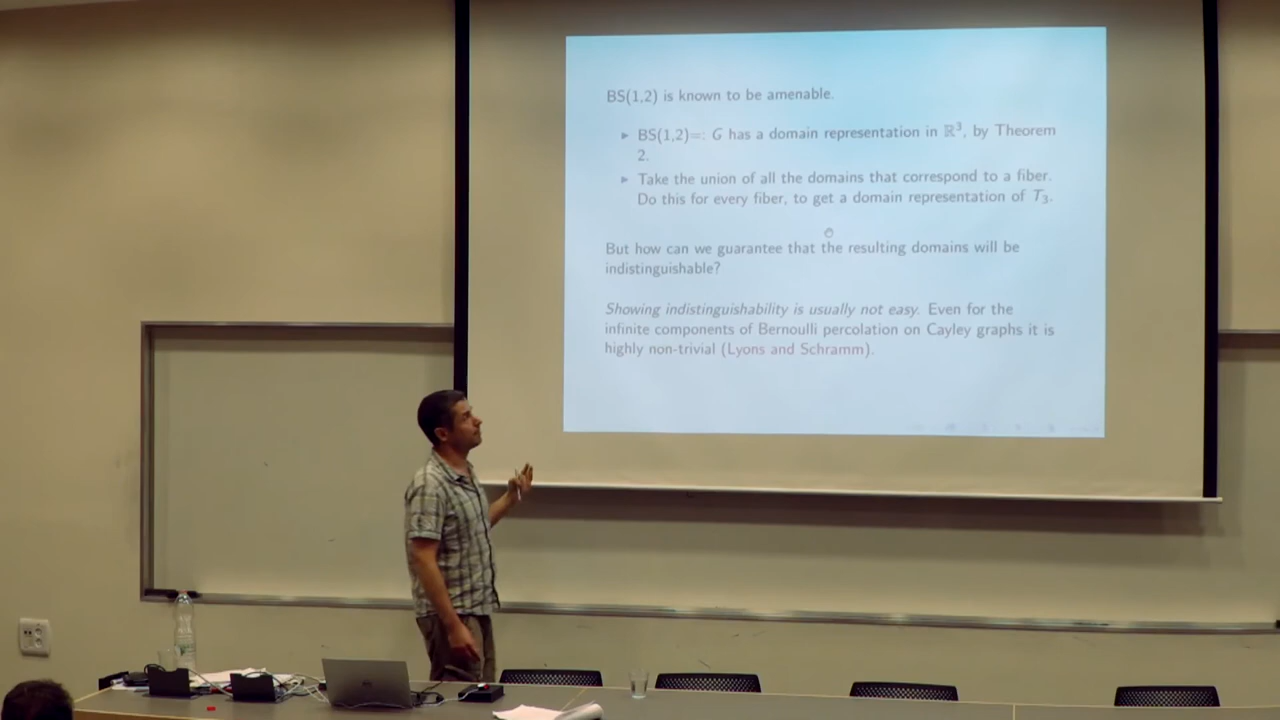 BS(1,2) is known to be amenable.
▸ BS(1,2)=: G has a domain representation in ℝ³, by Theorem
2.
▸ Take the union of all the domains that correspond to a fiber.
Do this for every fiber, to get a domain representation of T₃.
But how can we guarantee that the resulting domains will be
indistinguishable?
Showing indistinguishability is usually not easy. Even for the
infinite components of Bernoulli percolation on Cayley graphs it is
highly non-trivial (Lyons and Schramm).